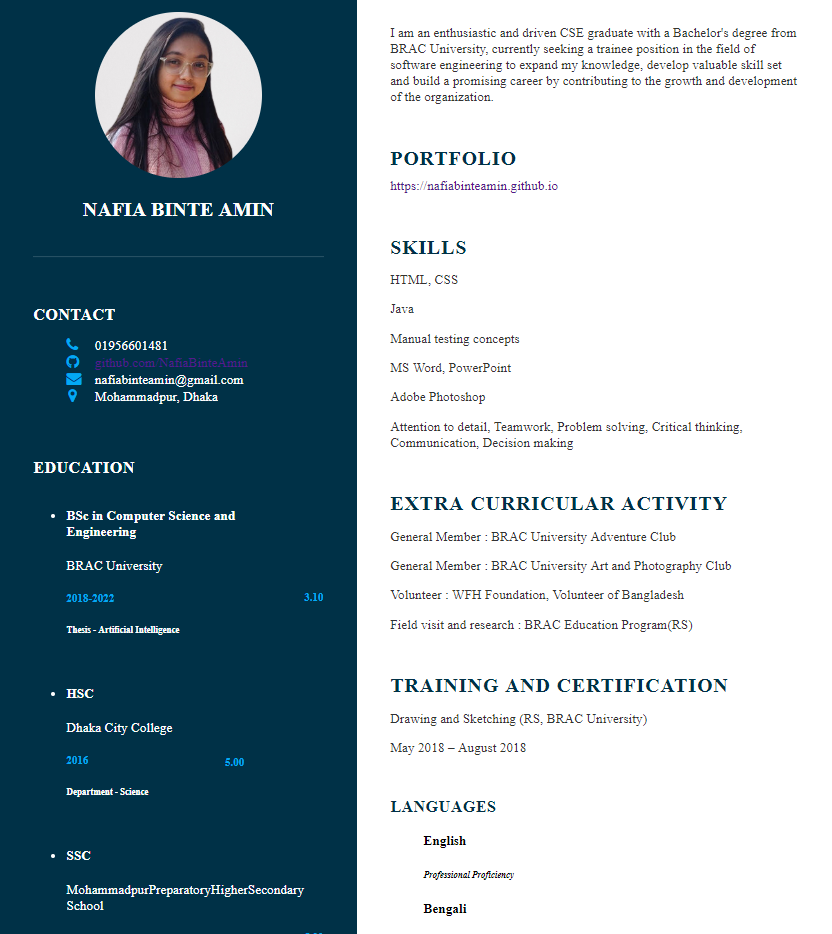 NAFIA BINTE AMIN
CONTACT
01956601481
github.com/NafiaBinteAmin
nafiabinteamin@gmail.com
Mohammadpur, Dhaka
EDUCATION
BSc in Computer Science and
Engineering
BRAC University
2018-2022 3.10
Thesis - Artificial Intelligence
HSC
Dhaka City College
2016 5.00
Department - Science
SSC
MohammadpurPreparatoryHigherSecondary
School
I am an enthusiastic and driven CSE graduate with a Bachelor's degree from
BRAC University, currently seeking a trainee position in the field of
software engineering to expand my knowledge, develop valuable skill set
and build a promising career by contributing to the growth and development
of the organization.
PORTFOLIO
https://nafiabinteamin.github.io
SKILLS
HTML, CSS
Java
Manual testing concepts
MS Word, PowerPoint
Adobe Photoshop
Attention to detail, Teamwork, Problem solving, Critical thinking,
Communication, Decision making
EXTRA CURRICULAR ACTIVITY
General Member : BRAC University Adventure Club
General Member : BRAC University Art and Photography Club
Volunteer : WFH Foundation, Volunteer of Bangladesh
Field visit and research : BRAC Education Program(RS)
TRAINING AND CERTIFICATION
Drawing and Sketching (RS, BRAC University)
May 2018 – August 2018
LANGUAGES
English
Professional Proficiency
Bengali